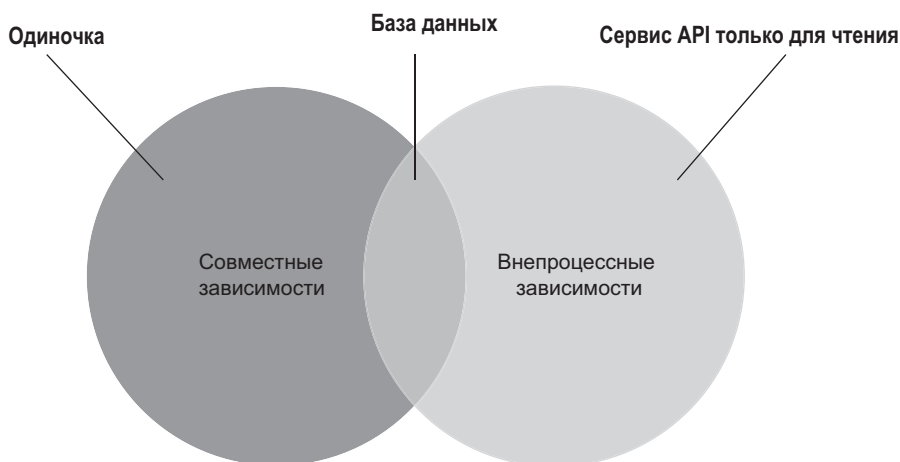 Одиночка
База данных
Сервис API только для чтения
Совместные
зависимости
Внепроцессные
зависимости